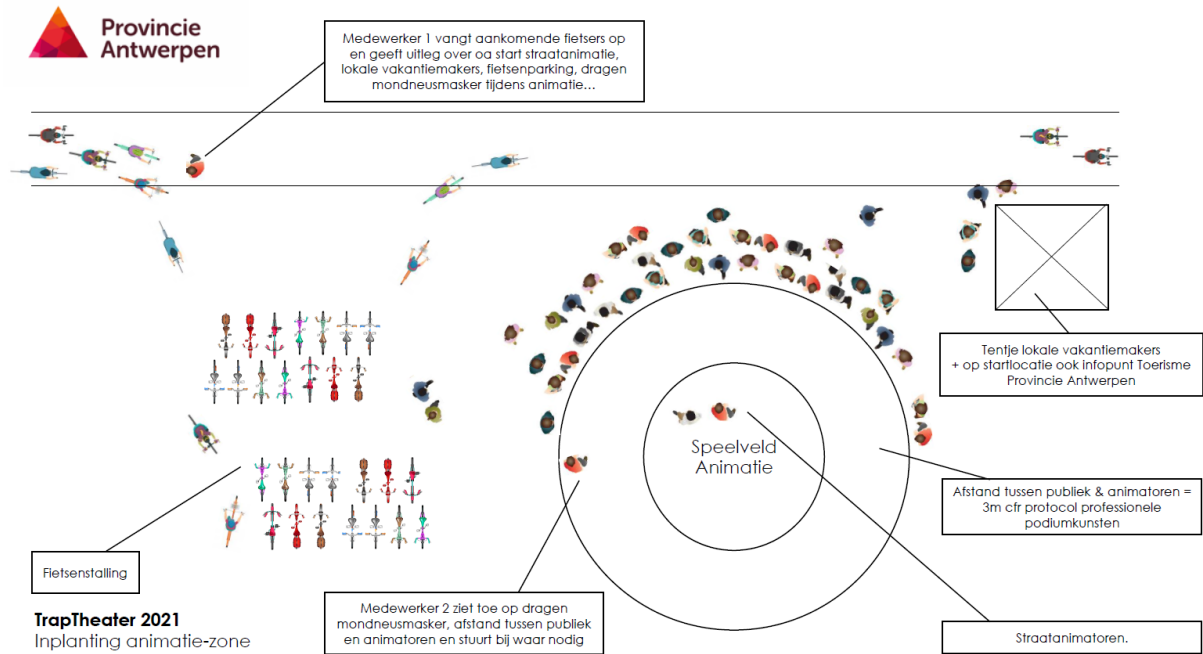 Provincie
Antwerpen
Medewerker 1 vangt aankomende fietsers op
en geeft uitleg over oa start straatanimatie,
lokale vakantiemakers, fietsenparking, dragen
mondneusmasker tijdens animatie...
Tentje lokale vakantiemakers
+ op startlocatie ook infopunt Toerisme
Provincie Antwerpen
Speelveld
Animatie
Afstand tussen publiek & animatoren =
3m cfr protocol professionele
podiumkunsten
Fietsenstalling
Medewerker 2 ziet toe op dragen
mondneusmasker, afstand tussen publiek
en animatoren en stuurt bij waar nodig
Straatanimatoren.
TrapTheater 2021
Inplanting animatie-zone